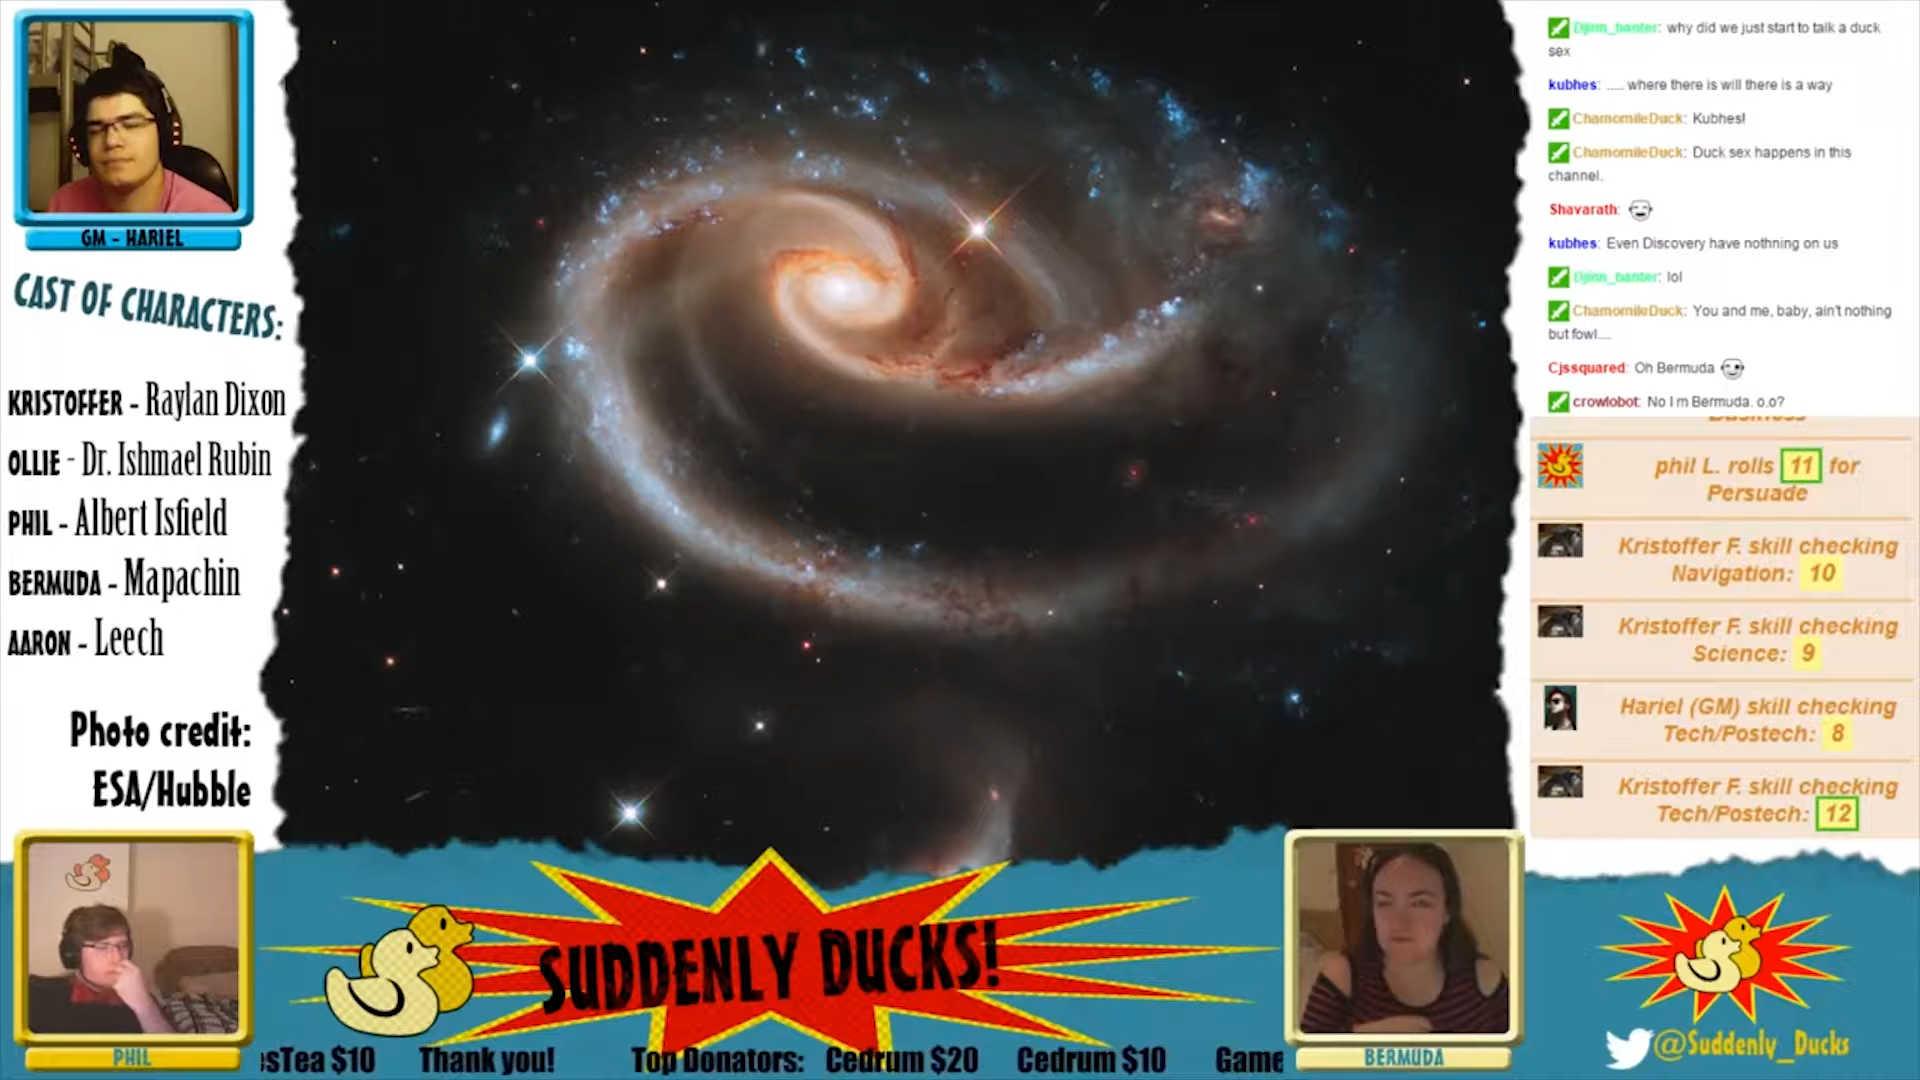 GM - HARIEL
CAST OF CHARACTERS:
KRISTOFFER - Raylan Dixon
OLLIE - Dr. Ishmael Rubin
PHIL - Albert Isfield
BERMUDA - Mapachin
AARON - Leech
Photo credit:
ESA/Hubble
Djinn_banter: why did we just start to talk a duck
sex
kubhes: ..... where there is will there is a way
ChamomileDuck: Kubhes!
ChamomileDuck: Duck sex happens in this
channel.
Shavarath:
kubhes: Even Discovery have nothning on us
Djinn_banter: lol
ChamomileDuck: You and me, baby, ain't nothing
but fowl....
Cjssquared: Oh Bermuda
crowlobot: No I m Bermuda. o.o?
Business
phil L. rolls 11 for
Persuade
Kristoffer F. skill checking
Navigation: 10
Kristoffer F. skill checking
Science: 9
Hariel (GM) skill checking
Tech/Postech: 8
Kristoffer F. skill checking
Tech/Postech: 12
PHIL
SUDDENLY DUCKS!
sTea $10 Thank you! Top Donators: Cedrum $20 Cedrum $10 Game
BERMUDA
@Suddenly_Ducks